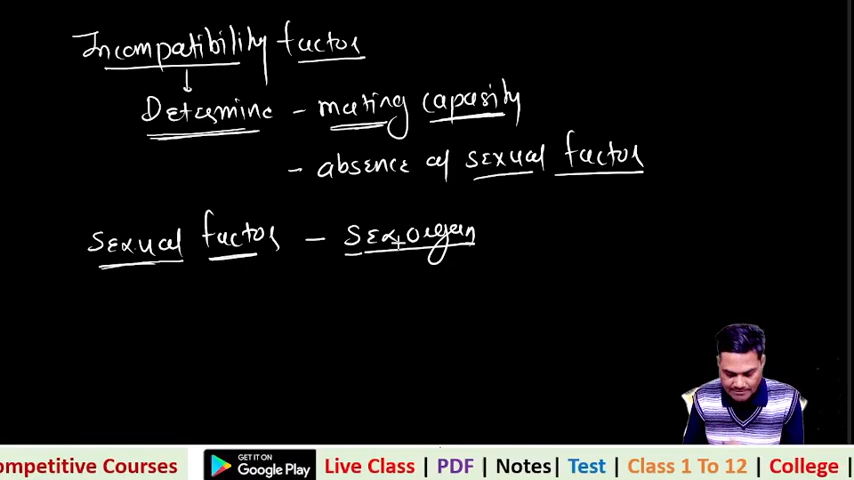 Incompatibility factor
Determine - mating capasity
- absence of sexual factor
Sexual factor - Sex organ
ompetitive Courses
GET IT ON
Google Play
Live Class | PDF | Notes| Test | Class 1 To 12 | College |